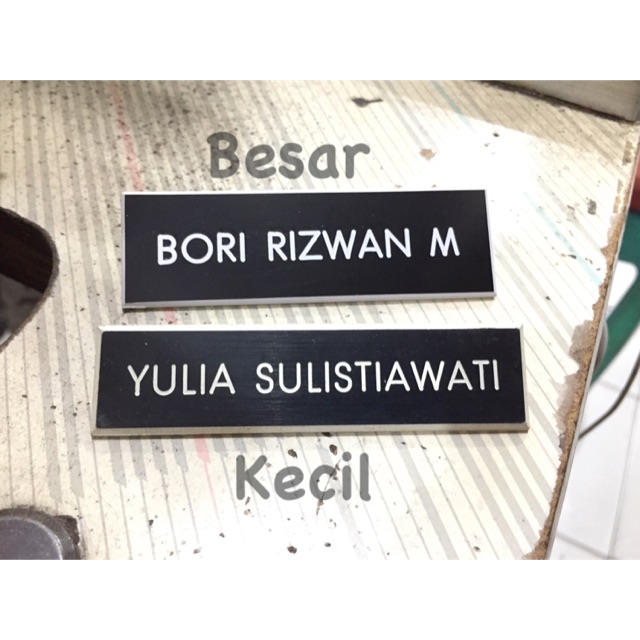 Besar
BORI RIZWAN M
YULIA SULISTIAWATI
Kecil